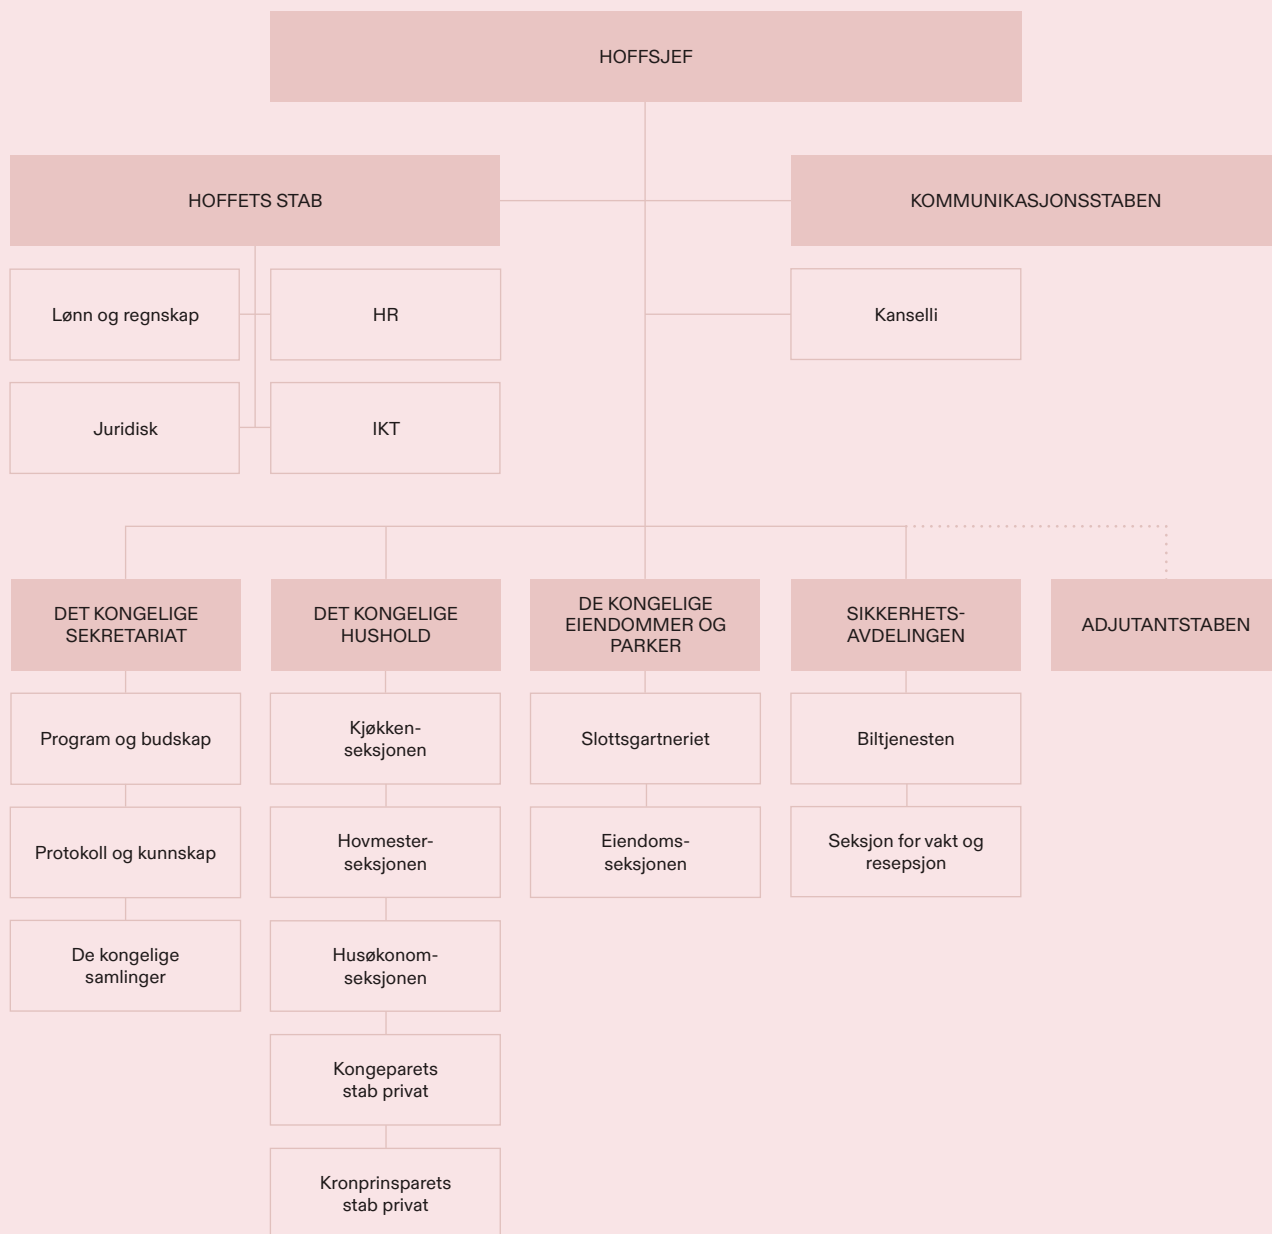 HOFFSJEF
HOFFETS STAB
KOMMUNIKASJONSSTABEN
Lønn og regnskap
HR
Kanselli
Juridisk
IKT
DET KONGELIGE
SEKRETARIAT
DET KONGELIGE
HUSHOLD
DE KONGELIGE
EIENDOMMER OG
PARKER
SIKKERHETS-
AVDELINGEN
ADJUTANTSTABEN
Program og budskap
Kjøkken-
seksjonen
Slottsgartneriet
Biltjenesten
Protokoll og kunnskap
Hovmester-
seksjonen
Eiendoms-
seksjonen
Seksjon for vakt og
resepsjon
De kongelige
samlinger
Husøkonom-
seksjonen
Kongeparets
stab privat
Kronprinsparets
stab privat